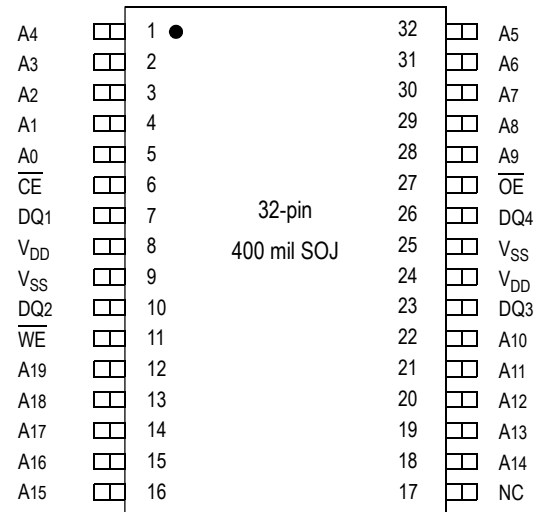 A4 1 32 A5
A3 2 31 A6
A2 3 30 A7
A1 4 29 A8
A0 5 28 A9
CE 6 27 OE
DQ1 7 32-pin 26 DQ4
VDD 8 400 mil SOJ 25 VSS
VSS 9 24 VDD
DQ2 10 23 DQ3
WE 11 22 A10
A19 12 21 A11
A18 13 20 A12
A17 14 19 A13
A16 15 18 A14
A15 16 17 NC